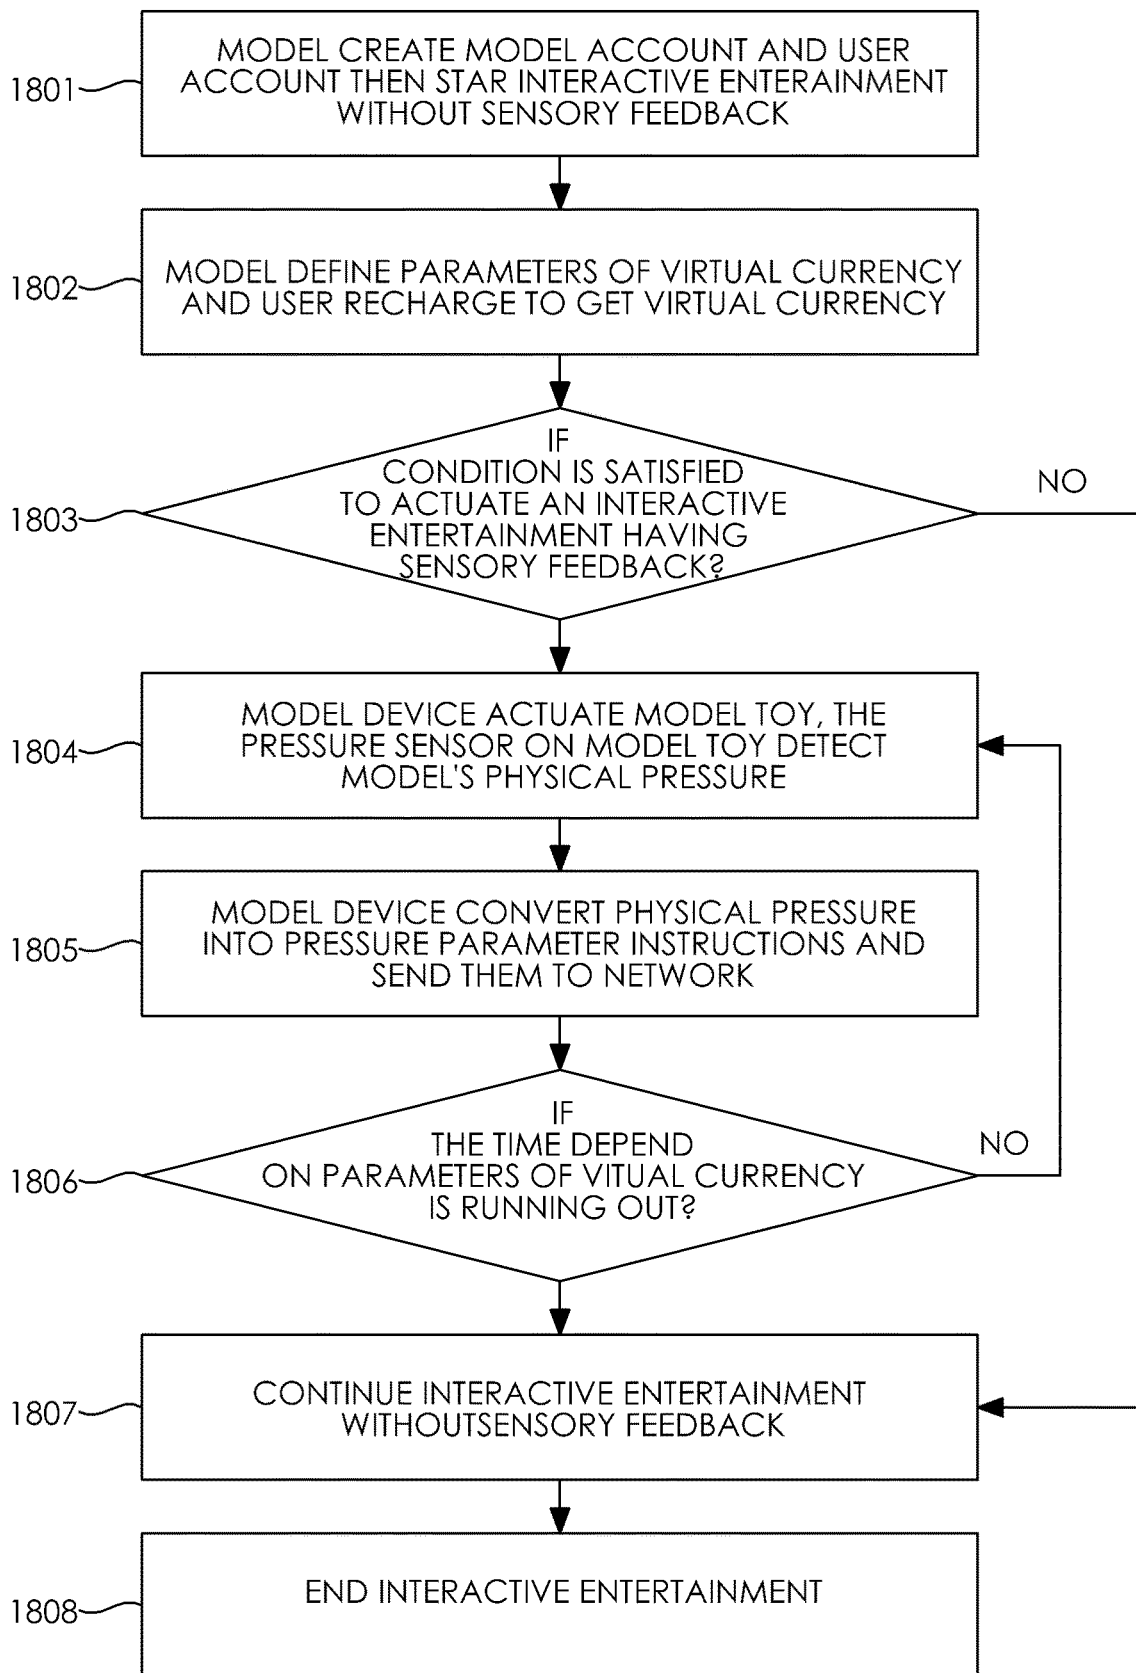 1801
MODEL CREATE MODEL ACCOUNT AND USER
ACCOUNT THEN STAR INTERACTIVE ENTERAINMENT
WITHOUT SENSORY FEEDBACK
1802
MODEL DEFINE PARAMETERS OF VIRTUAL CURRENCY
AND USER RECHARGE TO GET VIRTUAL CURRENCY
1803
IF
CONDITION IS SATISFIED
TO ACTUATE AN INTERACTIVE
ENTERTAINMENT HAVING
SENSORY FEEDBACK?
NO
1804
MODEL DEVICE ACTUATE MODEL TOY, THE
PRESSURE SENSOR ON MODEL TOY DETECT
MODEL'S PHYSICAL PRESSURE
1805
MODEL DEVICE CONVERT PHYSICAL PRESSURE
INTO PRESSURE PARAMETER INSTRUCTIONS AND
SEND THEM TO NETWORK
1806
IF
THE TIME DEPEND
ON PARAMETERS OF VITUAL CURRENCY
IS RUNNING OUT?
NO
1807
CONTINUE INTERACTIVE ENTERTAINMENT
WITHOUTSENSORY FEEDBACK
1808
END INTERACTIVE ENTERTAINMENT